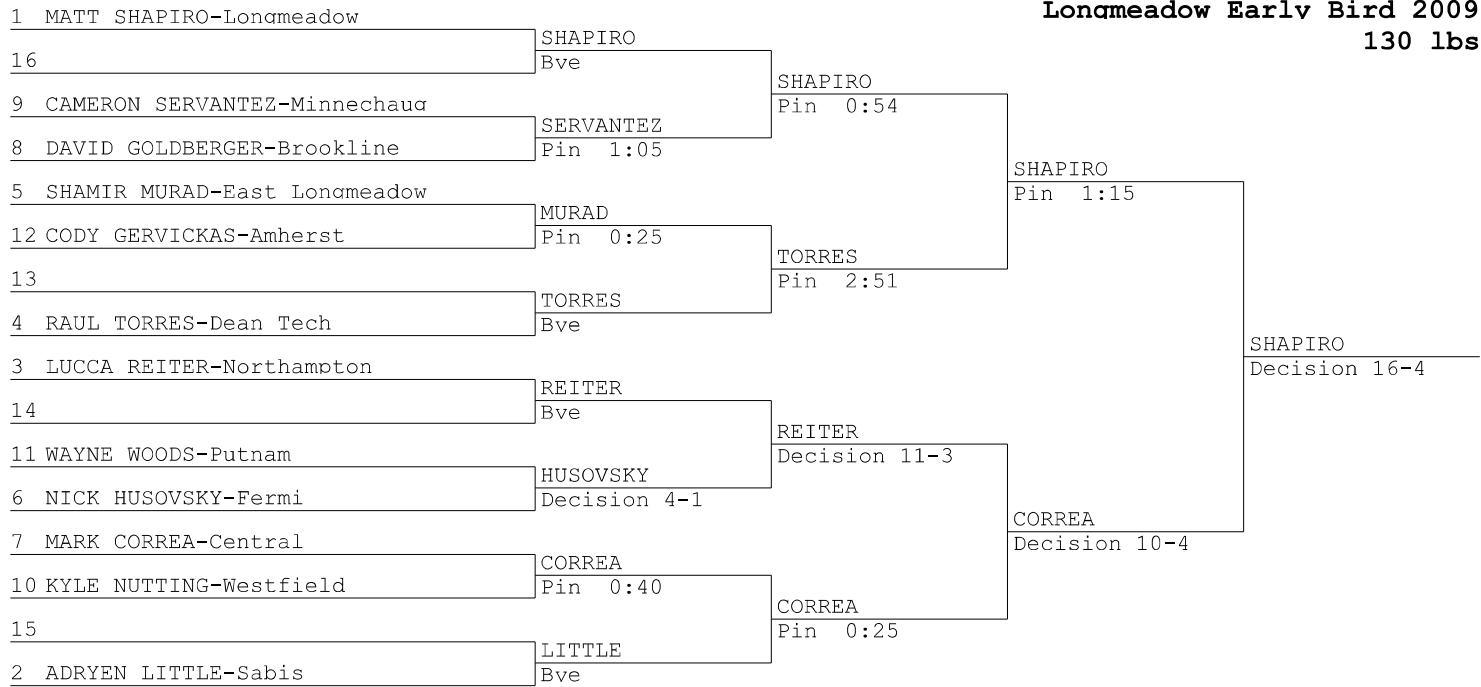 Longmeadow Early Bird 2009
130 lbs
1 MATT SHAPIRO-Longmeadow
16
9 CAMERON SERVANTEZ-Minnechaug
8 DAVID GOLDBERGER-Brookline
5 SHAMIR MURAD-East Longmeadow
12 CODY GERVICKAS-Amherst
13
4 RAUL TORRES-Dean Tech
3 LUCCA REITER-Northampton
14
11 WAYNE WOODS-Putnam
6 NICK HUSOVSKY-Fermi
7 MARK CORREA-Central
10 KYLE NUTTING-Westfield
15
2 ADRYEN LITTLE-Sabis
SHAPIRO
Bye
SERVANTEZ
Pin 1:05
MURAD
Pin 0:25
TORRES
Bye
REITER
Bye
HUSOVSKY
Decision 4-1
CORREA
Pin 0:40
LITTLE
Bye
SHAPIRO
Pin 0:54
TORRES
Pin 2:51
REITER
Decision 11-3
CORREA
Pin 0:25
SHAPIRO
Pin 1:15
CORREA
Decision 10-4
SHAPIRO
Decision 16-4